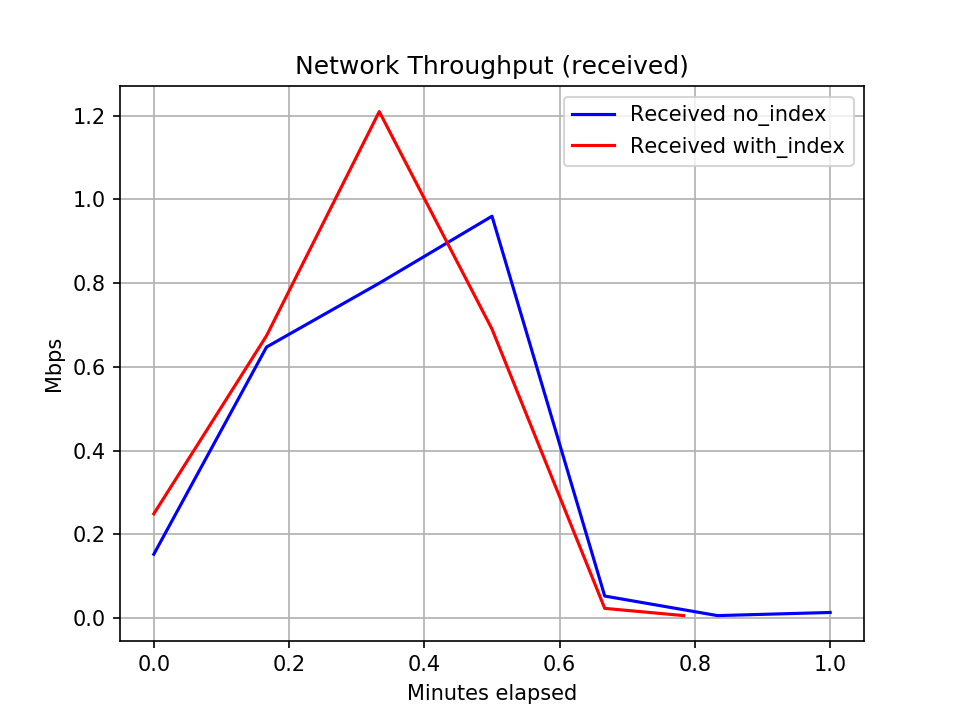 Network Throughput (received)
Received no_index
Received with_index
Mbps
1.2
1.0
0.8
0.6
0.4
0.2
0.0
0.0 0.2 0.4 0.6 0.8 1.0
Minutes elapsed